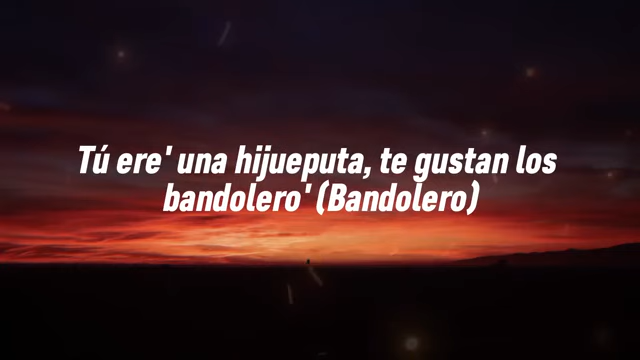 Tú ere' una hijueputa, te gustan los
bandolero' (Bandolero)